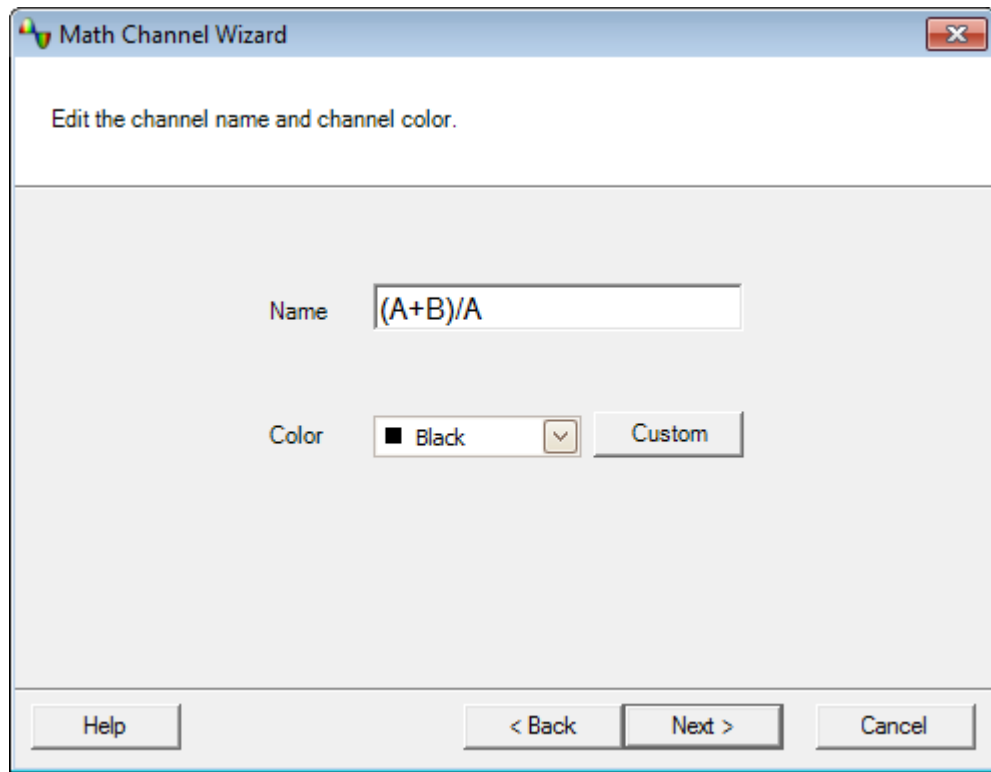 Math Channel Wizard
Edit the channel name and channel color.
Name (A+B)/A
Color Black Custom
Help < Back Next > Cancel